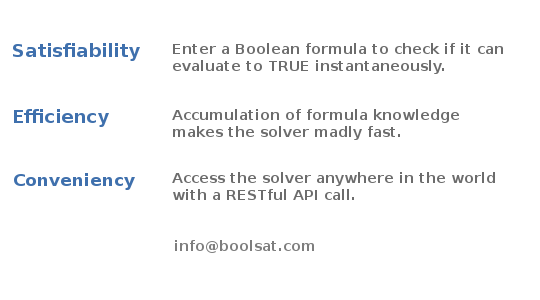 Satisfiability
Enter a Boolean formula to check if it can
evaluate to TRUE instantaneously.
Efficiency
Accumulation of formula knowledge
makes the solver madly fast.
Conveniency
Access the solver anywhere in the world
with a RESTful API call.
info@boolsat.com